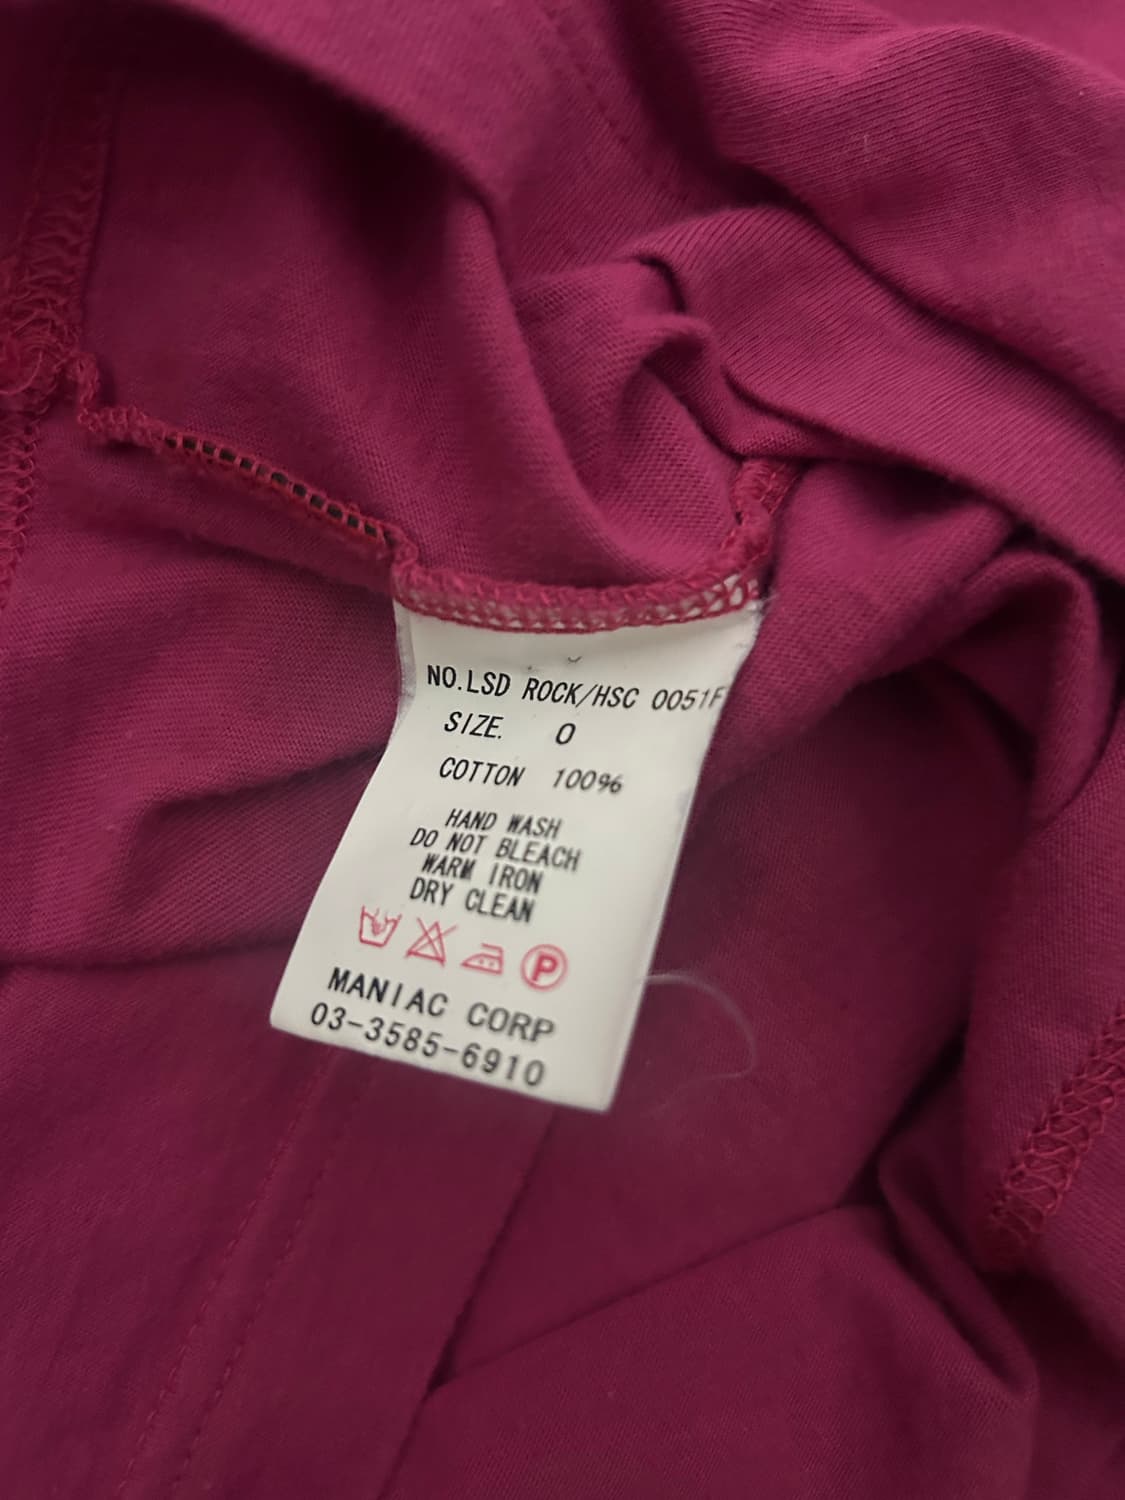 NO.LSD ROCK/HSC 0051F
SIZE. 0
COTTON 100%
HAND WASH
DO NOT BLEACH
WARM IRON
DRY CLEAN
P
MANIAC CORP
03-3585-6910